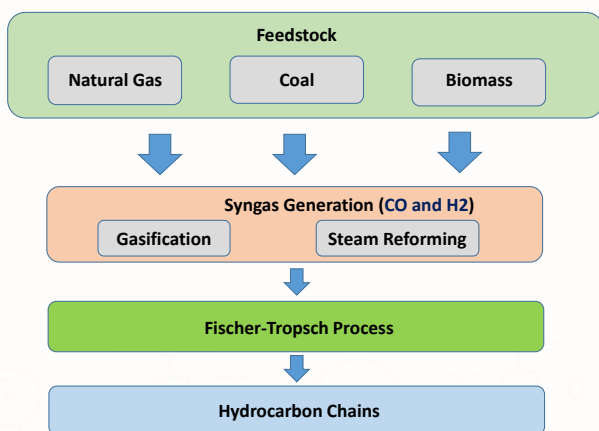 Feedstock
Natural Gas
Coal
Biomass
Syngas Generation (CO and H2)
Gasification
Steam Reforming
Fischer-Tropsch Process
Hydrocarbon Chains